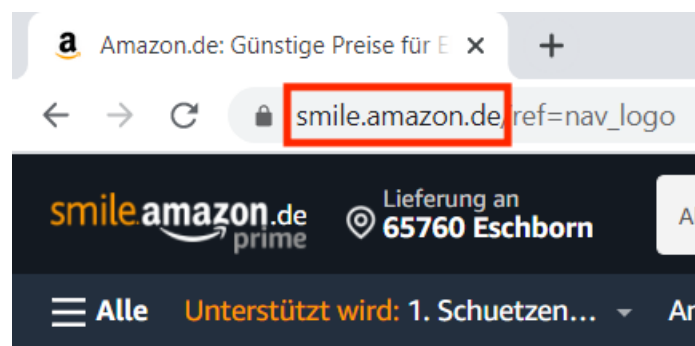 a Amazon.de: Günstige Preise für E
smile.amazon.de/ref=nav_logo
smile.amazon.de
prime
Lieferung an
65760 Eschborn
Alle Unterstützt wird: 1. Schuetzen...